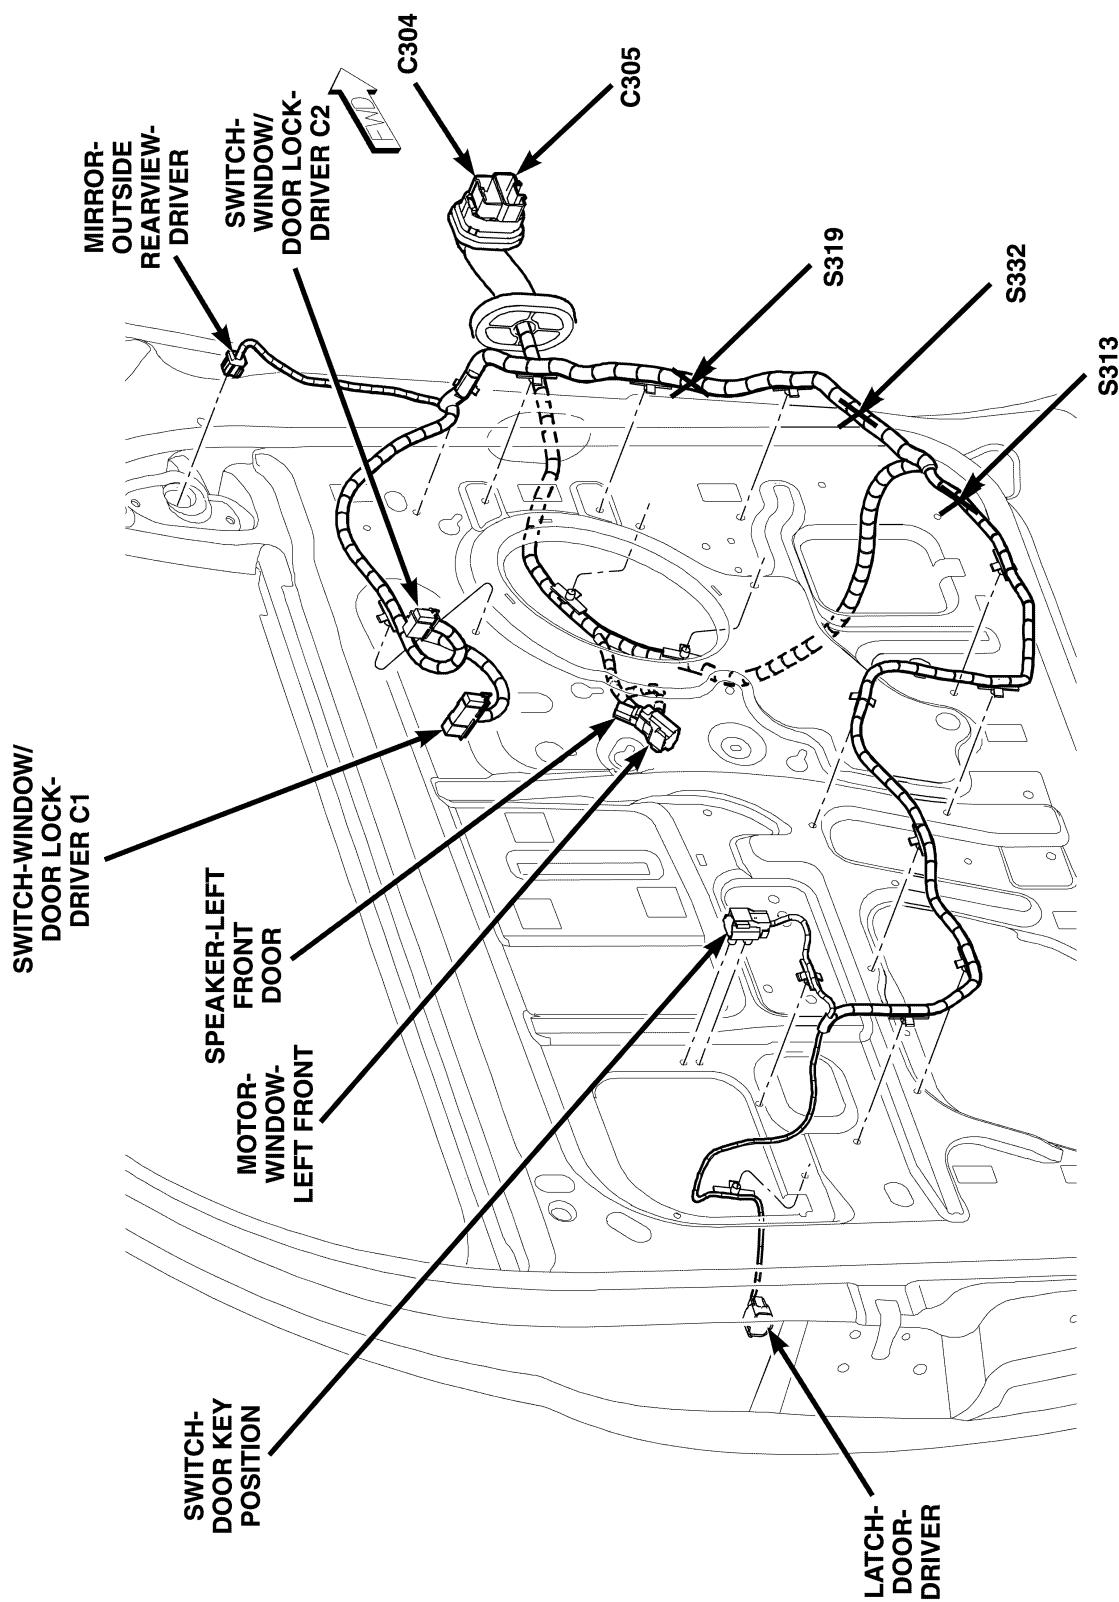 SWITCH-WINDOW/
DOOR LOCK-
DRIVER C1
MIRROR-
OUTSIDE
REARVIEW-
DRIVER
SWITCH-
WINDOW/
DOOR LOCK-
DRIVER C2
FWD
C304
C305
S319
S332
S313
SPEAKER-LEFT
FRONT
DOOR
MOTOR-
WINDOW-
LEFT FRONT
SWITCH-
DOOR KEY
POSITION
LATCH-
DOOR-
DRIVER